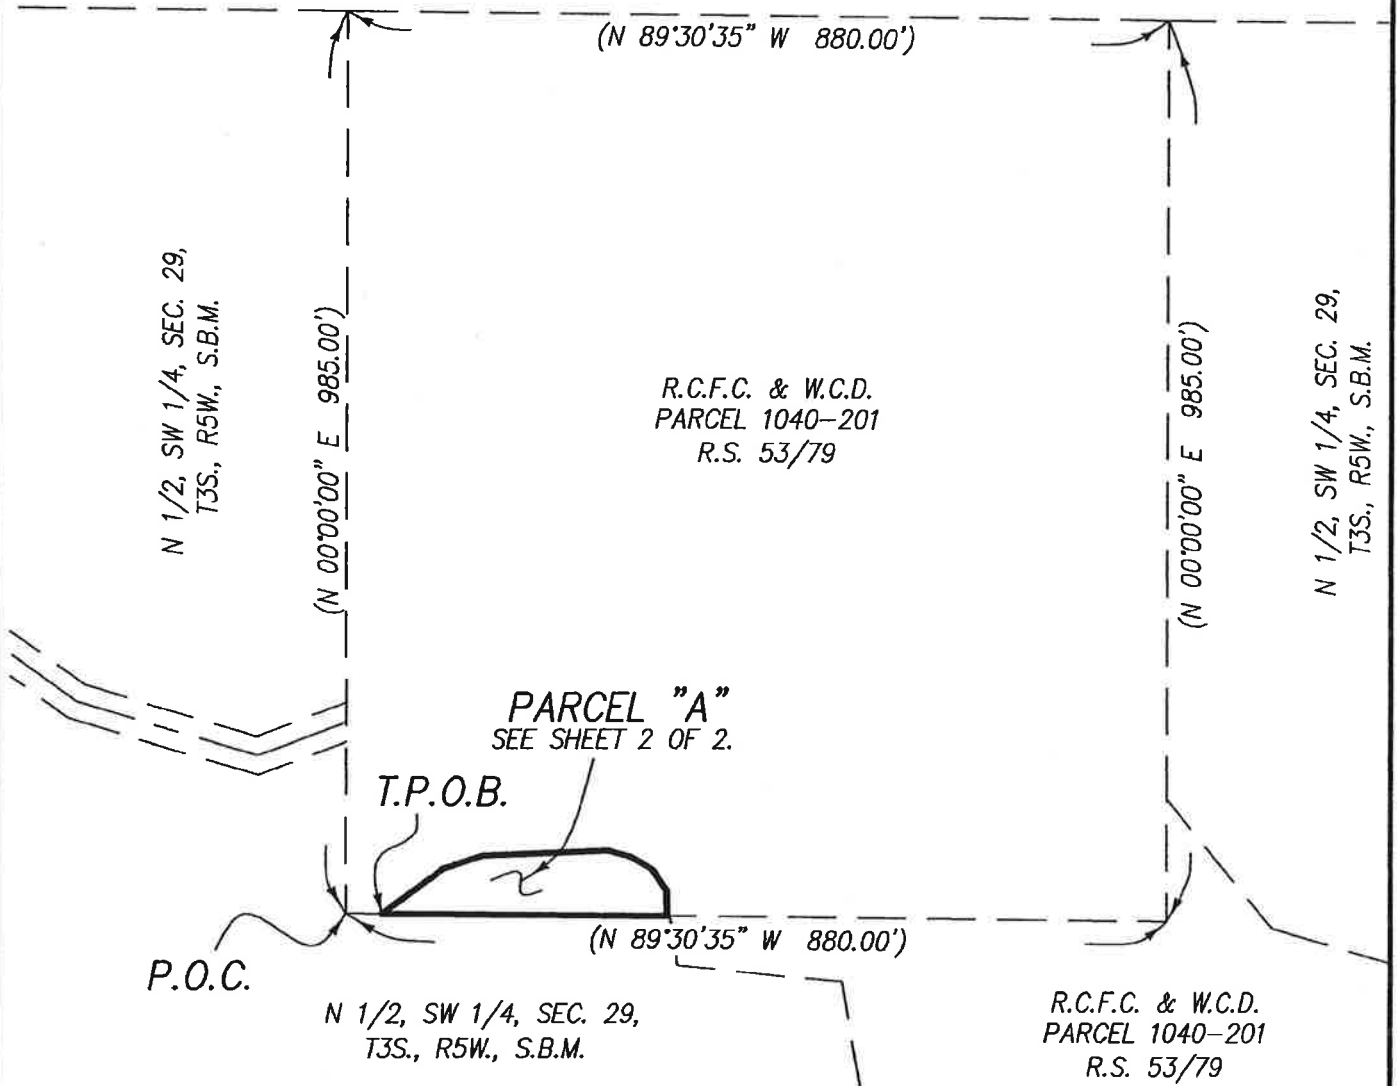 (N 89°30'35" W 880.00')
N 1/2, SW 1/4, SEC. 29,
T3S., R5W., S.B.M.
(N 00°00'00" E 985.00')
R.C.F.C. & W.C.D.
PARCEL 1040-201
R.S. 53/79
(N 00°00'00" E 985.00')
N 1/2, SW 1/4, SEC. 29,
T3S., R5W., S.B.M.
PARCEL "A"
SEE SHEET 2 OF 2.
T.P.O.B.
(N 89°30'35" W 880.00')
P.O.C.
N 1/2, SW 1/4, SEC. 29,
T3S., R5W., S.B.M.
R.C.F.C. & W.C.D.
PARCEL 1040-201
R.S. 53/79